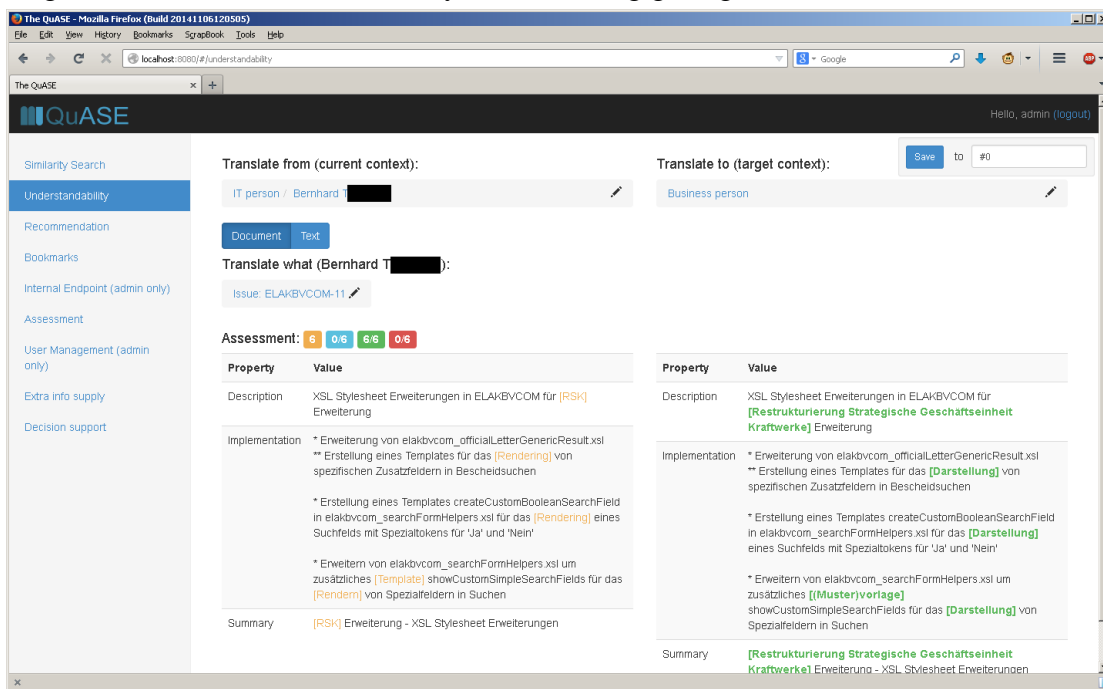 The QuASE - Mozilla Firefox (Build 20141106120505)
File Edit View History Bookmarks ScrapBook Tools Help
localhost:8080/#/understandability
Google
The QuASE
QuASE
Hello, admin (logout)
Similarity Search
Understandability
Recommendation
Bookmarks
Internal Endpoint (admin only)
Assessment
User Management (admin
only)
Extra info supply
Decision support
Translate from (current context):
IT person / Bernhard T
Translate to (target context):
Business person
Save to #0
Document Text
Translate what (Bernhard T ):
Issue: ELAKBVCOM-11
Assessment: 6 0/6 6/6 0/6
Property Value
Description XSL Stylesheet Erweiterungen in ELAKBVCOM für [RSK]
Erweiterung
Implementation * Erweiterung von elakbvcom_officialLetterGenericResult.xsl
** Erstellung eines Templates für das [Rendering] von
spezifischen Zusatzfeldern in Bescheidsuchen
* Erstellung eines Templates createCustomBooleanSearchField
in elakbvcom_searchFormHelpers.xsl für das [Rendering] eines
Suchfelds mit Spezialtokens für 'Ja' und 'Nein'
* Erweitern von elakbvcom_searchFormHelpers.xsl um
zusätzliches [Template] showCustomSimpleSearchFields für das
[Rendern] von Spezialfeldern in Suchen
Summary [RSK] Erweiterung - XSL Stylesheet Erweiterungen
Property Value
Description XSL Stylesheet Erweiterungen in ELAKBVCOM für
[Restrukturierung Strategische Geschäftseinheit
Kraftwerke] Erweiterung
Implementation * Erweiterung von elakbvcom_officialLetterGenericResult.xsl
** Erstellung eines Templates für das [Darstellung] von
spezifischen Zusatzfeldern in Bescheidsuchen
* Erstellung eines Templates createCustomBooleanSearchField
in elakbvcom_searchFormHelpers.xsl für das [Darstellung]
eines Suchfelds mit Spezialtokens für 'Ja' und 'Nein'
* Erweitern von elakbvcom_searchFormHelpers.xsl um
zusätzliches [(Muster)vorlage]
showCustomSimpleSearchFields für das [Darstellung] von
Spezialfeldern in Suchen
Summary [Restrukturierung Strategische Geschäftseinheit
Kraftwerke] Erweiterung - XSL Stylesheet Erweiterungen